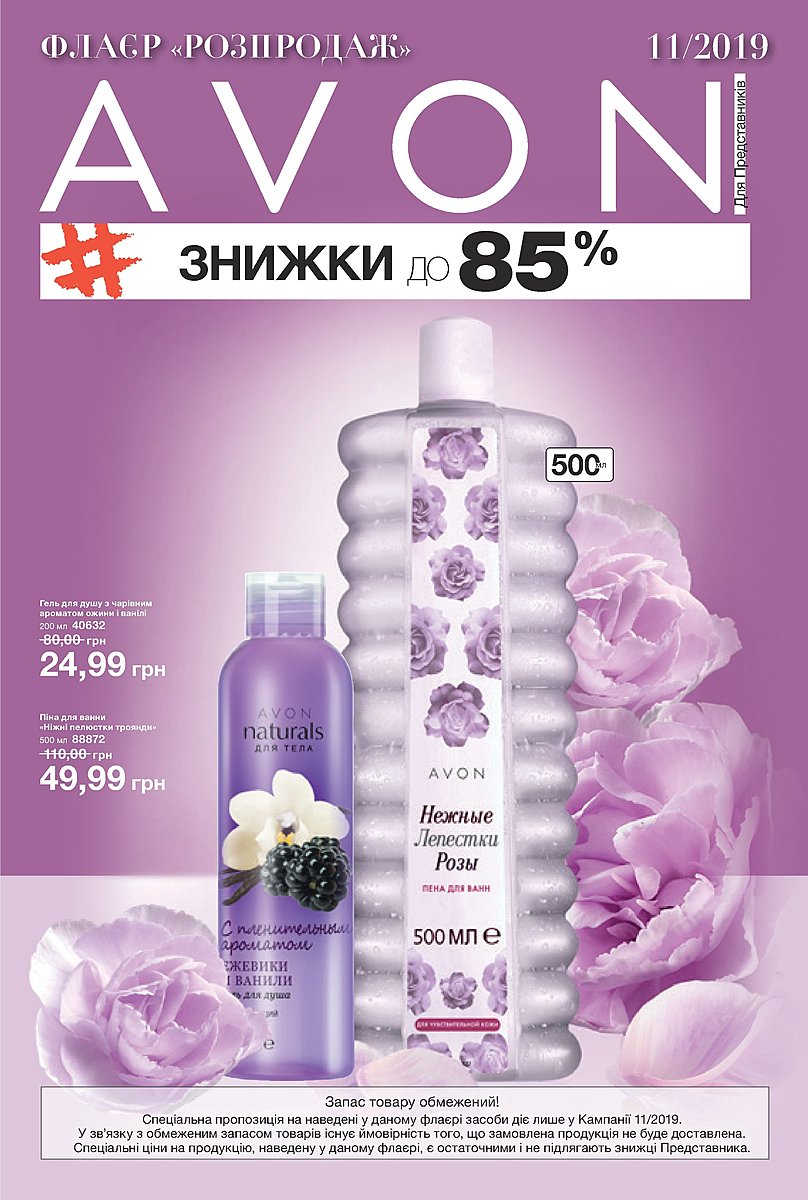 ФЛАЄР «РОЗПРОДАЖ» 11/2019
AVON
Для Представників
# ЗНИЖКИ ДО 85%
500 мл
Гель для душу з чарівним
ароматом ожини і ванілі
200 мл 40632
80,00 грн
24,99 грн
Піна для ванни
«Ніжні пелюстки троянди»
500 мл 88872
110,00 грн
49,99 грн
AVON
naturals
ДЛЯ ТЕЛА
С пленительным
ароматом
ЕЖЕВИКИ
И ВАНИЛИ
для душа
AVON
Нежные
Лепестки
Розы
ПЕНА ДЛЯ ВАНН
500 МЛ е
ДЛЯ ЧУВСТВИТЕЛЬНОЙ КОЖИ
Запас товару обмежений!
Спеціальна пропозиція на наведені у даному флаєрі засоби діє лише у Кампанії 11/2019.
У зв’язку з обмеженим запасом товарів існує ймовірність того, що замовлена продукція не буде доставлена.
Спеціальні ціни на продукцію, наведену у даному флаєрі, є остаточними і не підлягають знижці Представника.